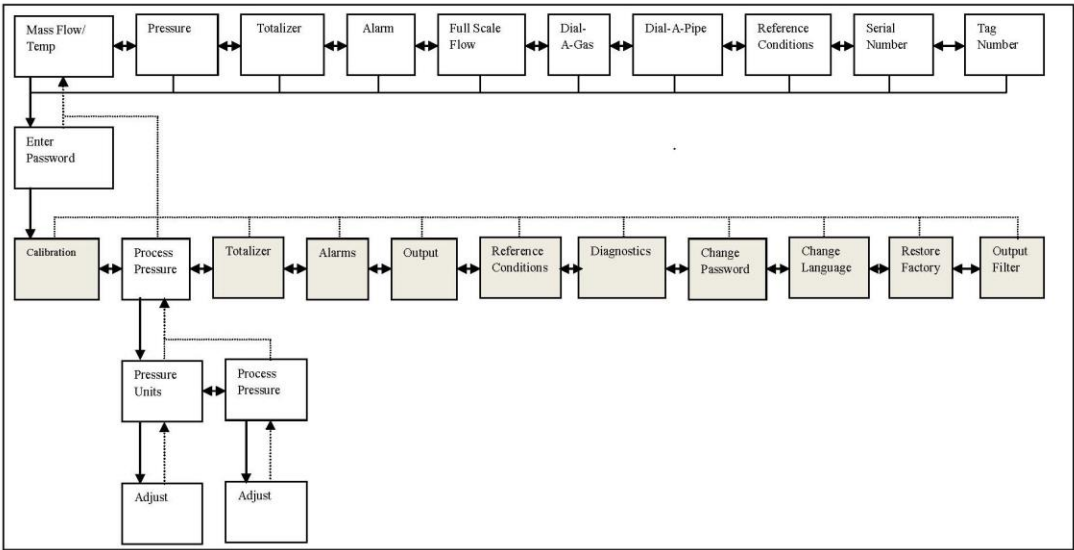 Mass Flow/
Temp
Pressure
Totalizer
Alarm
Full Scale
Flow
Dial-
A-Gas
Dial-A-Pipe
Reference
Conditions
Serial
Number
Tag
Number
Enter
Password
Calibration
Process
Pressure
Totalizer
Alarms
Output
Reference
Conditions
Diagnostics
Change
Password
Change
Language
Restore
Factory
Output
Filter
Pressure
Units
Process
Pressure
Adjust
Adjust